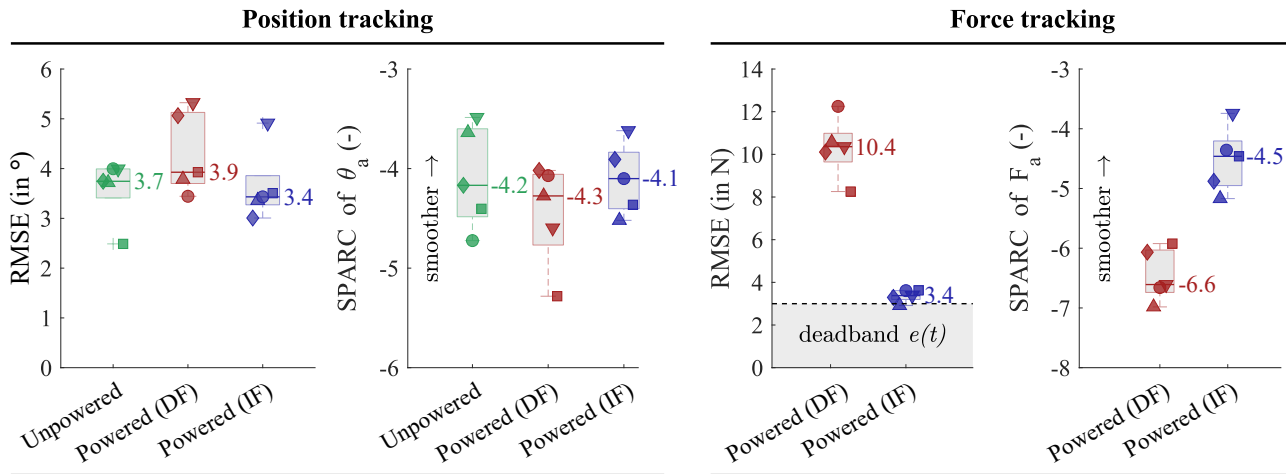 Position tracking
Force tracking
RMSE (in °)
6
5
4
3
2
1
0
3.7
3.9
3.4
Unpowered
Powered (DF)
Powered (IF)
SPARC of θa (-)
smoother →
-3
-4
-5
-6
-4.2
-4.3
-4.1
Unpowered
Powered (DF)
Powered (IF)
RMSE (in N)
14
12
10
8
6
4
2
0
10.4
3.4
deadband e(t)
Powered (DF)
Powered (IF)
SPARC of Fa (-)
smoother →
-3
-4
-5
-6
-7
-8
-6.6
-4.5
Powered (DF)
Powered (IF)